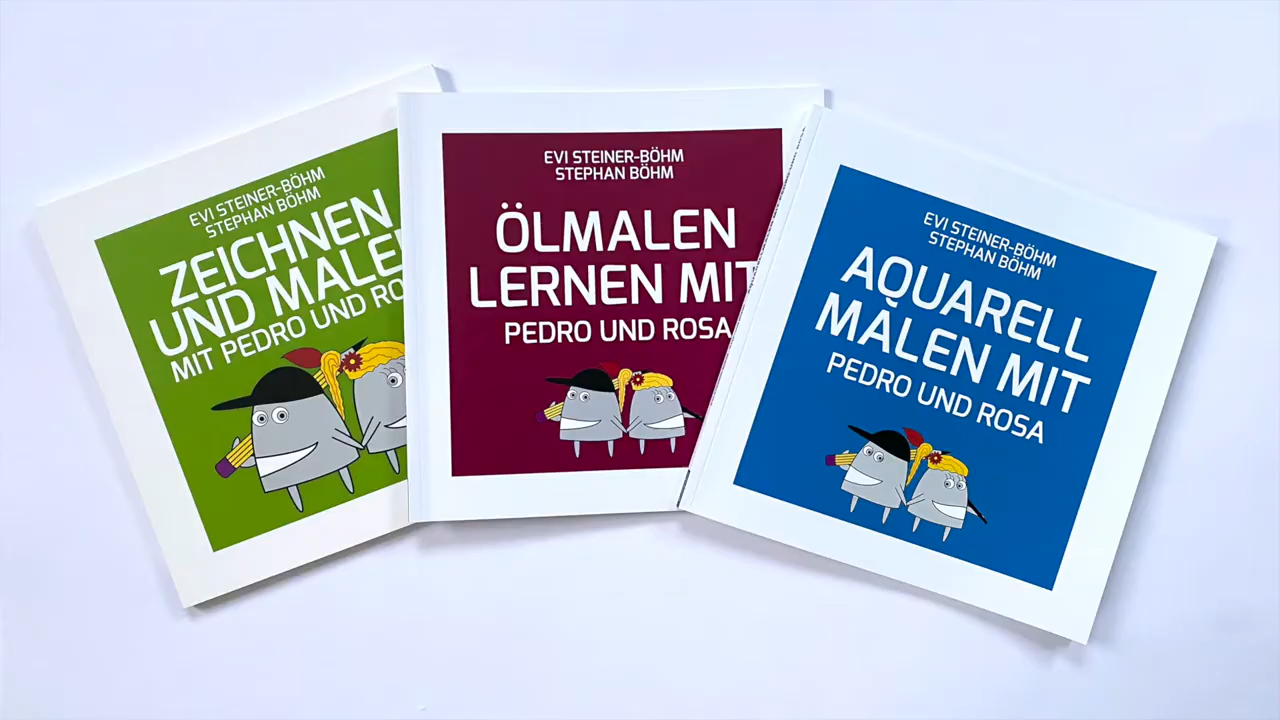 EVI STEINER-BÖHM
STEPHAN BÖHM
ZEICHNEN
UND MALE
MIT PEDRO UND RO
EVI STEINER-BÖHM
STEPHAN BÖHM
ÖLMALEN
LERNEN MIT
PEDRO UND ROSA
EVI STEINER-BÖHM
STEPHAN BÖHM
AQUARELL
MALEN MIT
PEDRO UND ROSA